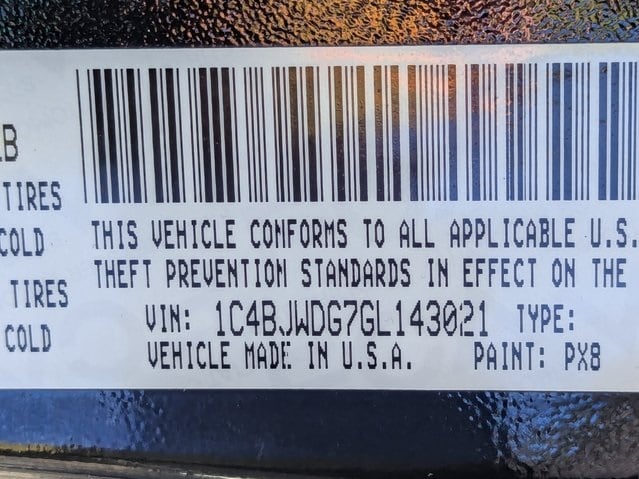 LB
TIRES
COLD
THIS VEHICLE CONFORMS TO ALL APPLICABLE U.S.
THEFT PREVENTION STANDARDS IN EFFECT ON THE
TIRES
VIN: 1C4BJWDG7GL143021 TYPE:
COLD
VEHICLE MADE IN U.S.A. PAINT: PX8